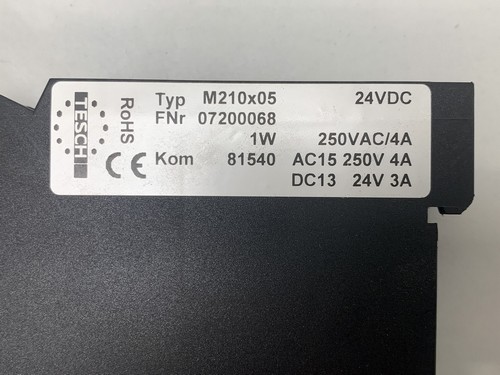 TESCH
RoHS
CE
Typ M210x05 24VDC
FNr 07200068
1W 250VAC/4A
Kom 81540 AC15 250V 4A
DC13 24V 3A